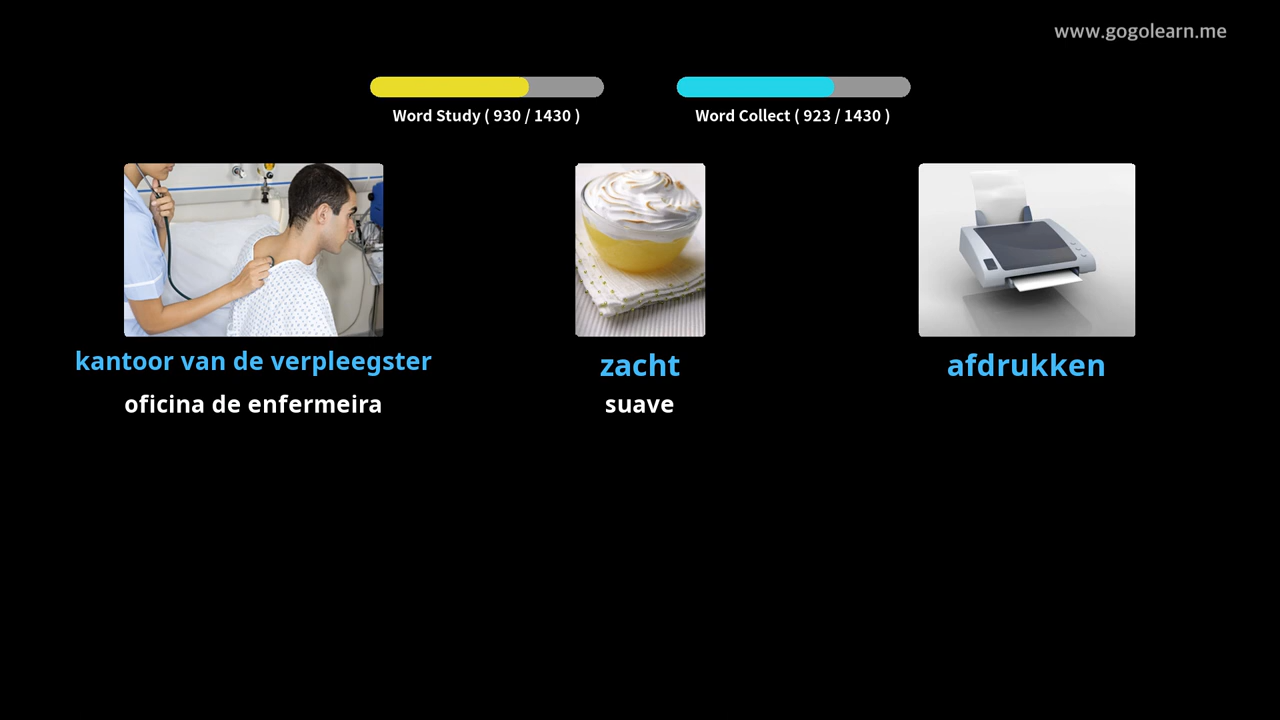 www.gogolearn.me
Word Study ( 930 / 1430 )
Word Collect ( 923 / 1430 )
kantoor van de verpleegster
oficina de enfermeira
zacht
suave
afdrukken